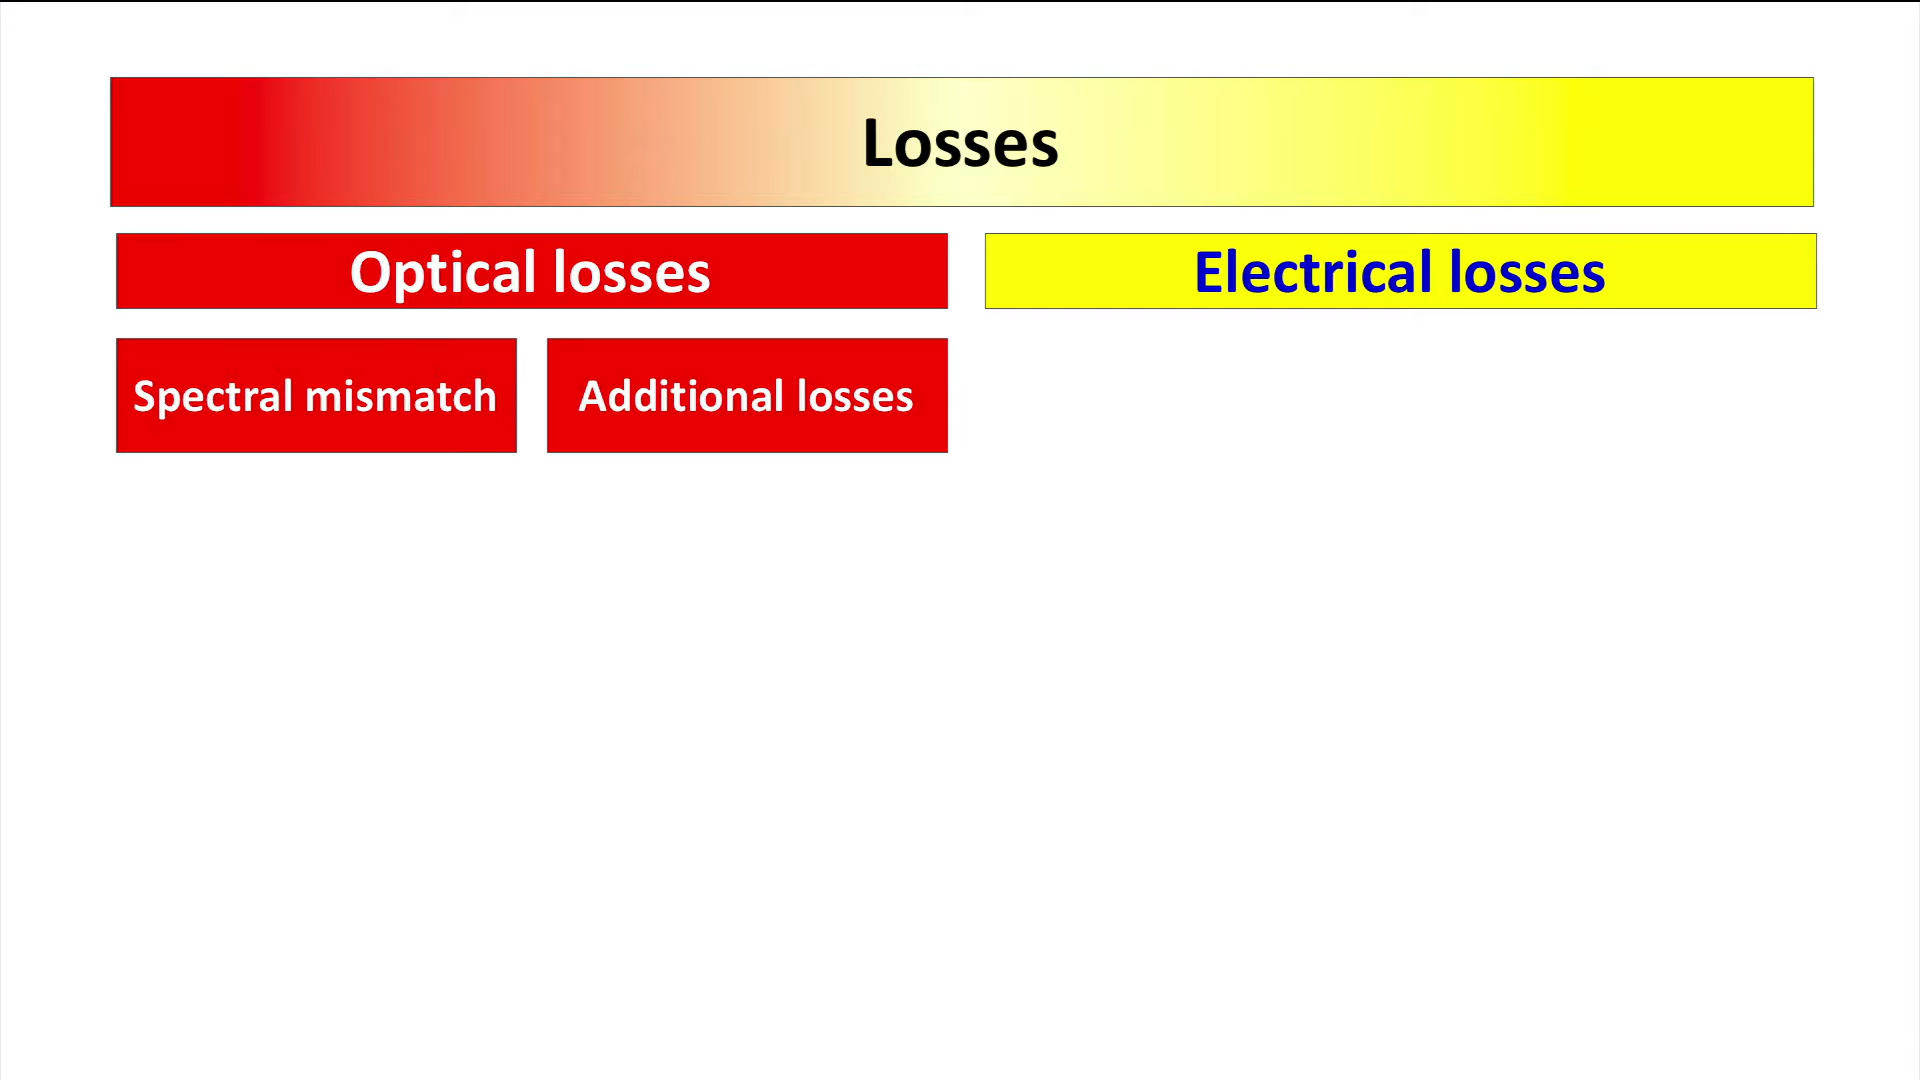 Losses
Optical losses
Electrical losses
Spectral mismatch
Additional losses